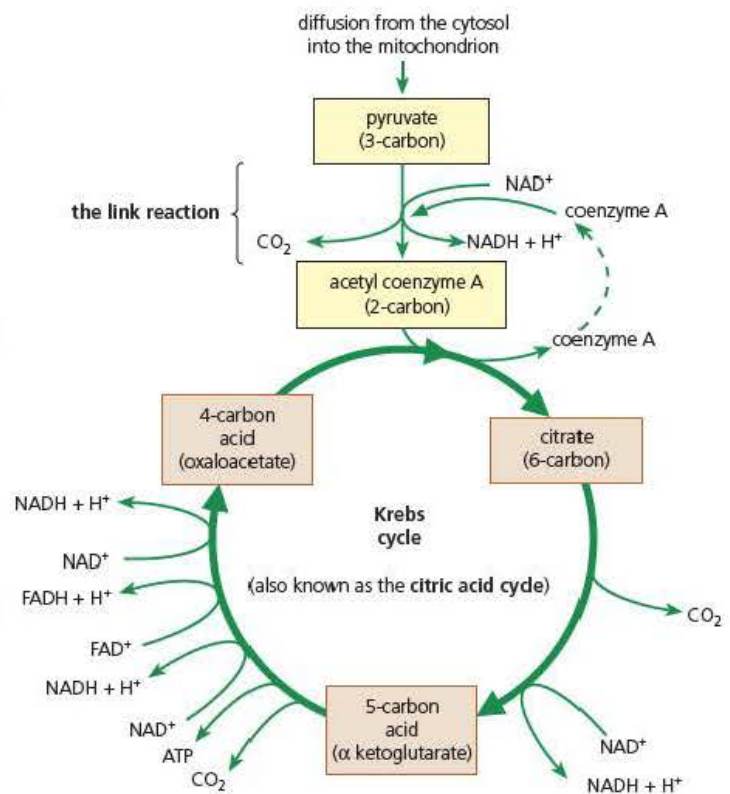 diffusion from the cytosol
into the mitochondrion
pyruvate
(3-carbon)
the link reaction
NAD⁺
coenzyme A
CO₂
NADH + H⁺
acetyl coenzyme A
(2-carbon)
coenzyme A
4-carbon
acid
(oxaloacetate)
citrate
(6-carbon)
NADH + H⁺
Krebs
cycle
NAD⁺
(also known as the citric acid cycle)
FADH + H⁺
CO₂
FAD⁺
NADH + H⁺
5-carbon
acid
(α ketoglutarate)
NAD⁺
ATP
CO₂
NAD⁺
NADH + H⁺